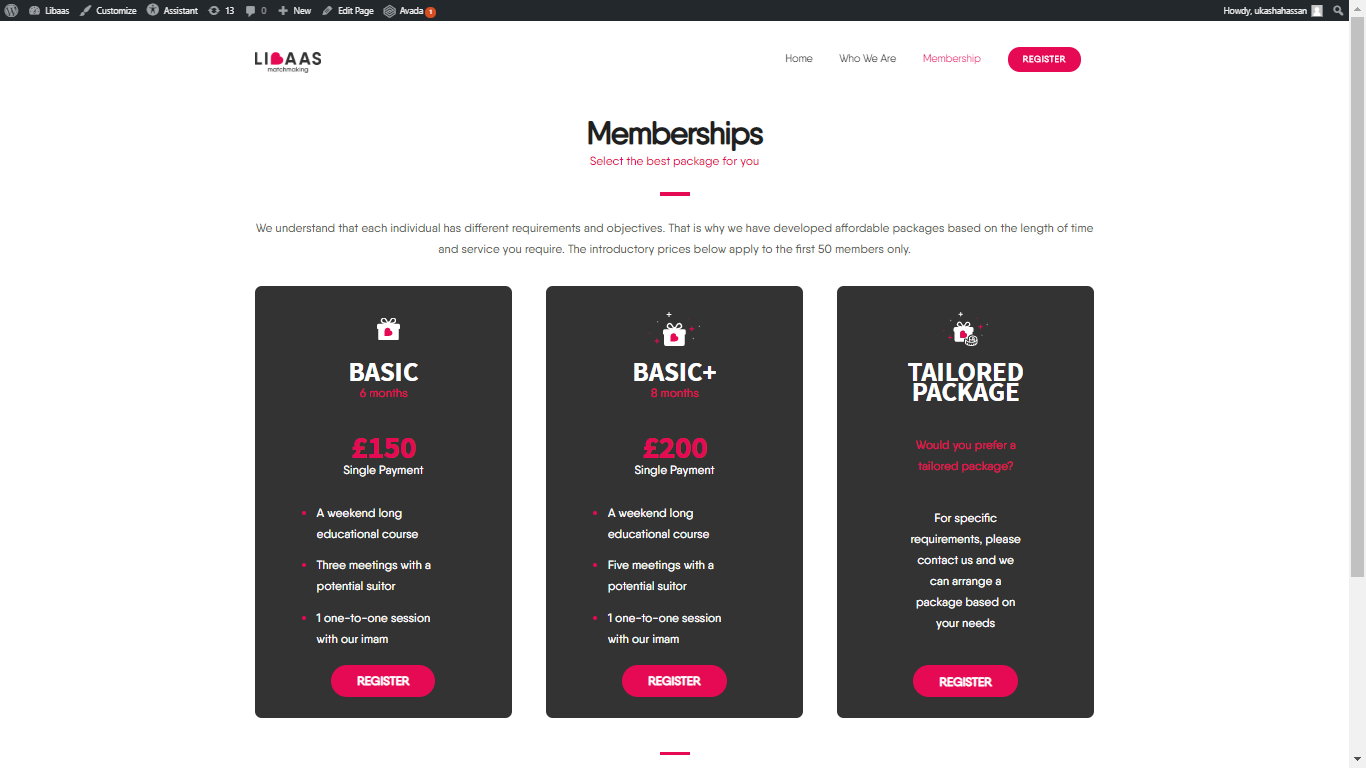 Libaas Customize Assistant 13 0 New Edit Page Avada 1 Howdy, ukashahassan
LIBAAS
matchmaking
Home Who We Are Membership REGISTER
Memberships
Select the best package for you
We understand that each individual has different requirements and objectives. That is why we have developed affordable packages based on the length of time
and service you require. The introductory prices below apply to the first 50 members only.
BASIC
6 months
£150
Single Payment
A weekend long
educational course
Three meetings with a
potential suitor
1 one-to-one session
with our imam
REGISTER
BASIC+
8 months
£200
Single Payment
A weekend long
educational course
Five meetings with a
potential suitor
1 one-to-one session
with our imam
REGISTER
TAILORED
PACKAGE
Would you prefer a
tailored package?
For specific
requirements, please
contact us and we
can arrange a
package based on
your needs
REGISTER